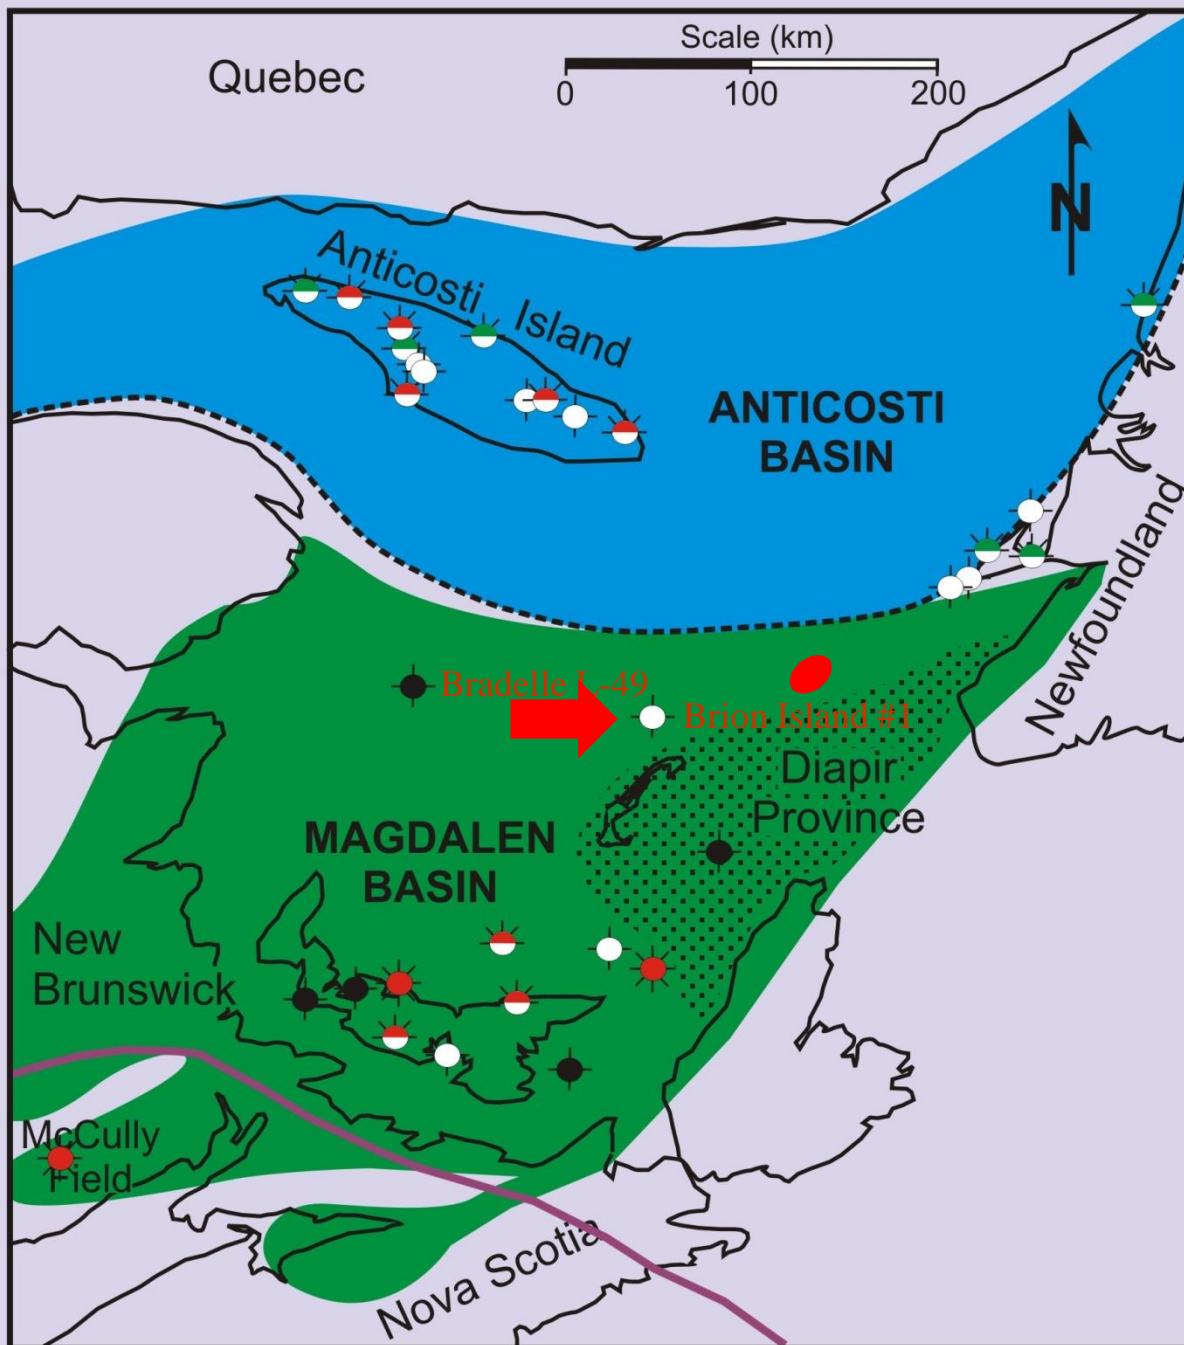 Scale (km)
Quebec
0 100 200
N
Anticosti Island
ANTICOSTI
BASIN
Newfoundland
Bradelle L-49
Brion Island #1
Diapir
Province
MAGDALEN
BASIN
New
Brunswick
McCully
Field
Nova Scotia